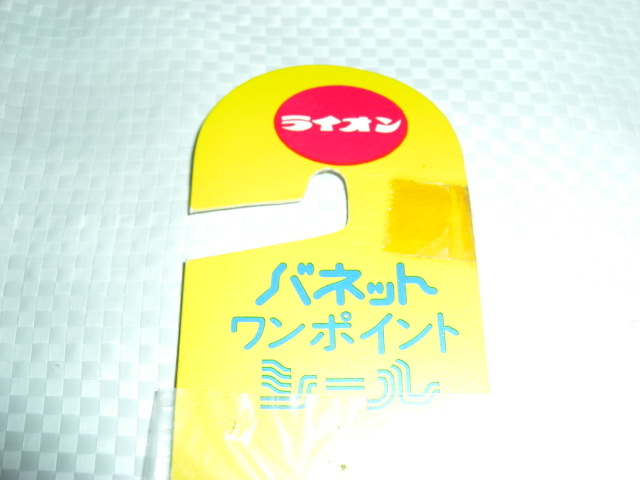 ライオン
バネット
ワンポイント
シール